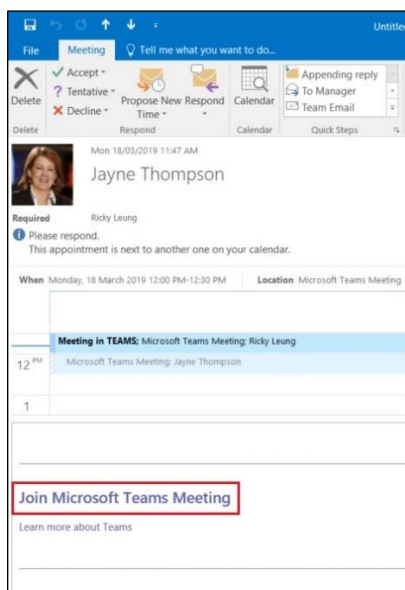 Untitled
File Meeting Tell me what you want to do...
Delete
Accept
Tentative
Decline
Propose New Time
Respond
Calendar
Appending reply
To Manager
Team Email
Delete Respond Calendar Quick Steps
Mon 18/03/2019 11:47 AM
Jayne Thompson
Required Ricky Leung
Please respond.
This appointment is next to another one on your calendar.
When Monday, 18 March 2019 12:00 PM-12:30 PM Location Microsoft Teams Meeting
Meeting in TEAMS; Microsoft Teams Meeting; Ricky Leung
12 PM Microsoft Teams Meeting; Jayne Thompson
1
Join Microsoft Teams Meeting
Learn more about Teams